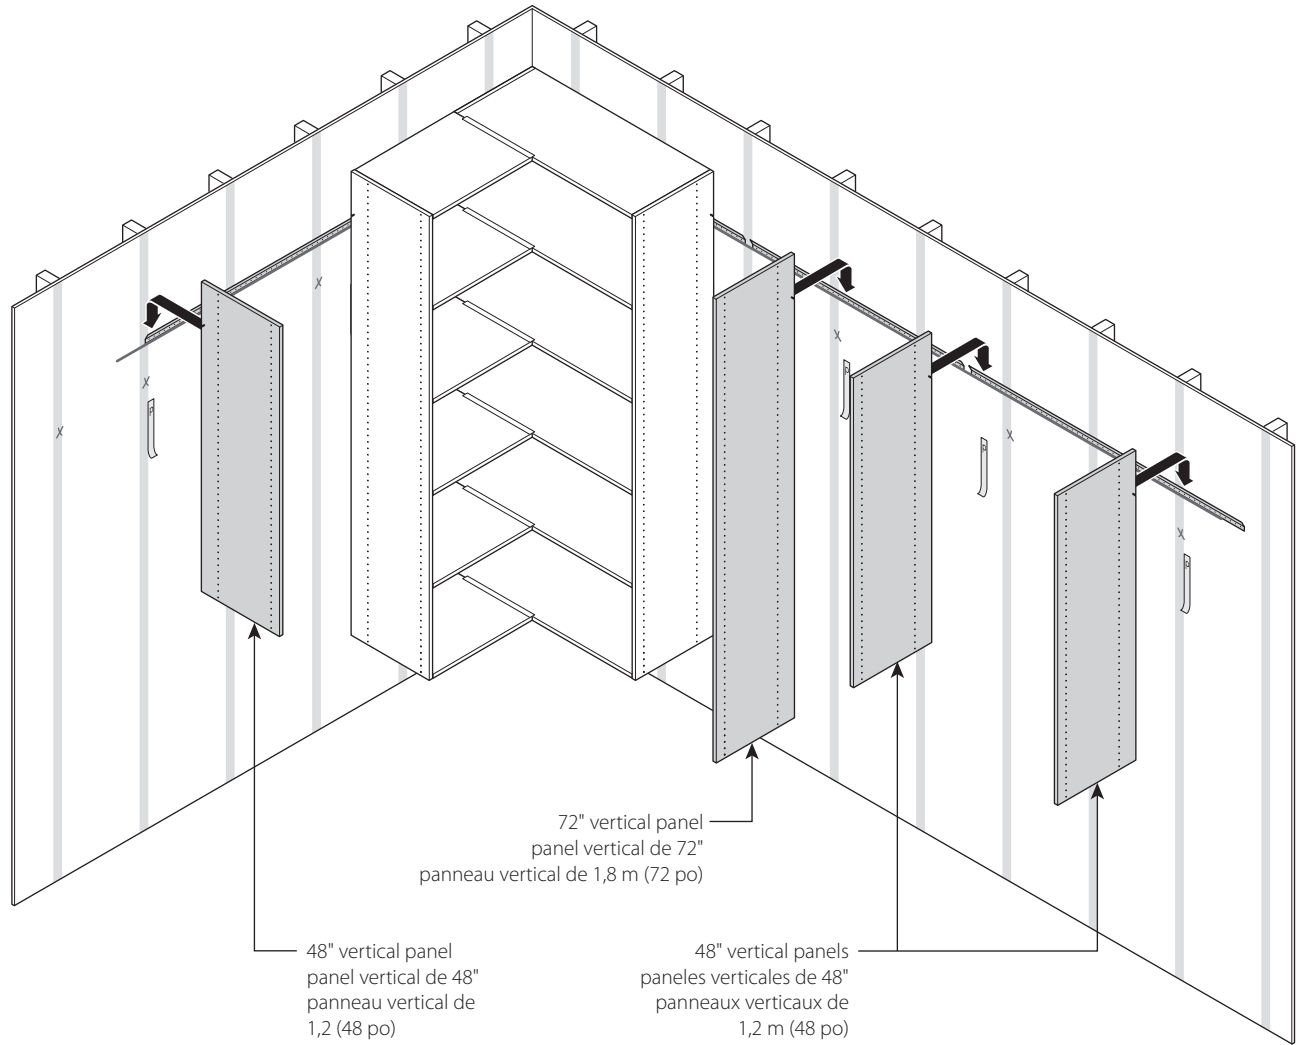 72" vertical panel
panel vertical de 72"
panneau vertical de 1,8 m (72 po)
48" vertical panel
panel vertical de 48"
panneau vertical de
1,2 (48 po)
48" vertical panels
paneles verticales de 48"
panneaux verticaux de
1,2 m (48 po)